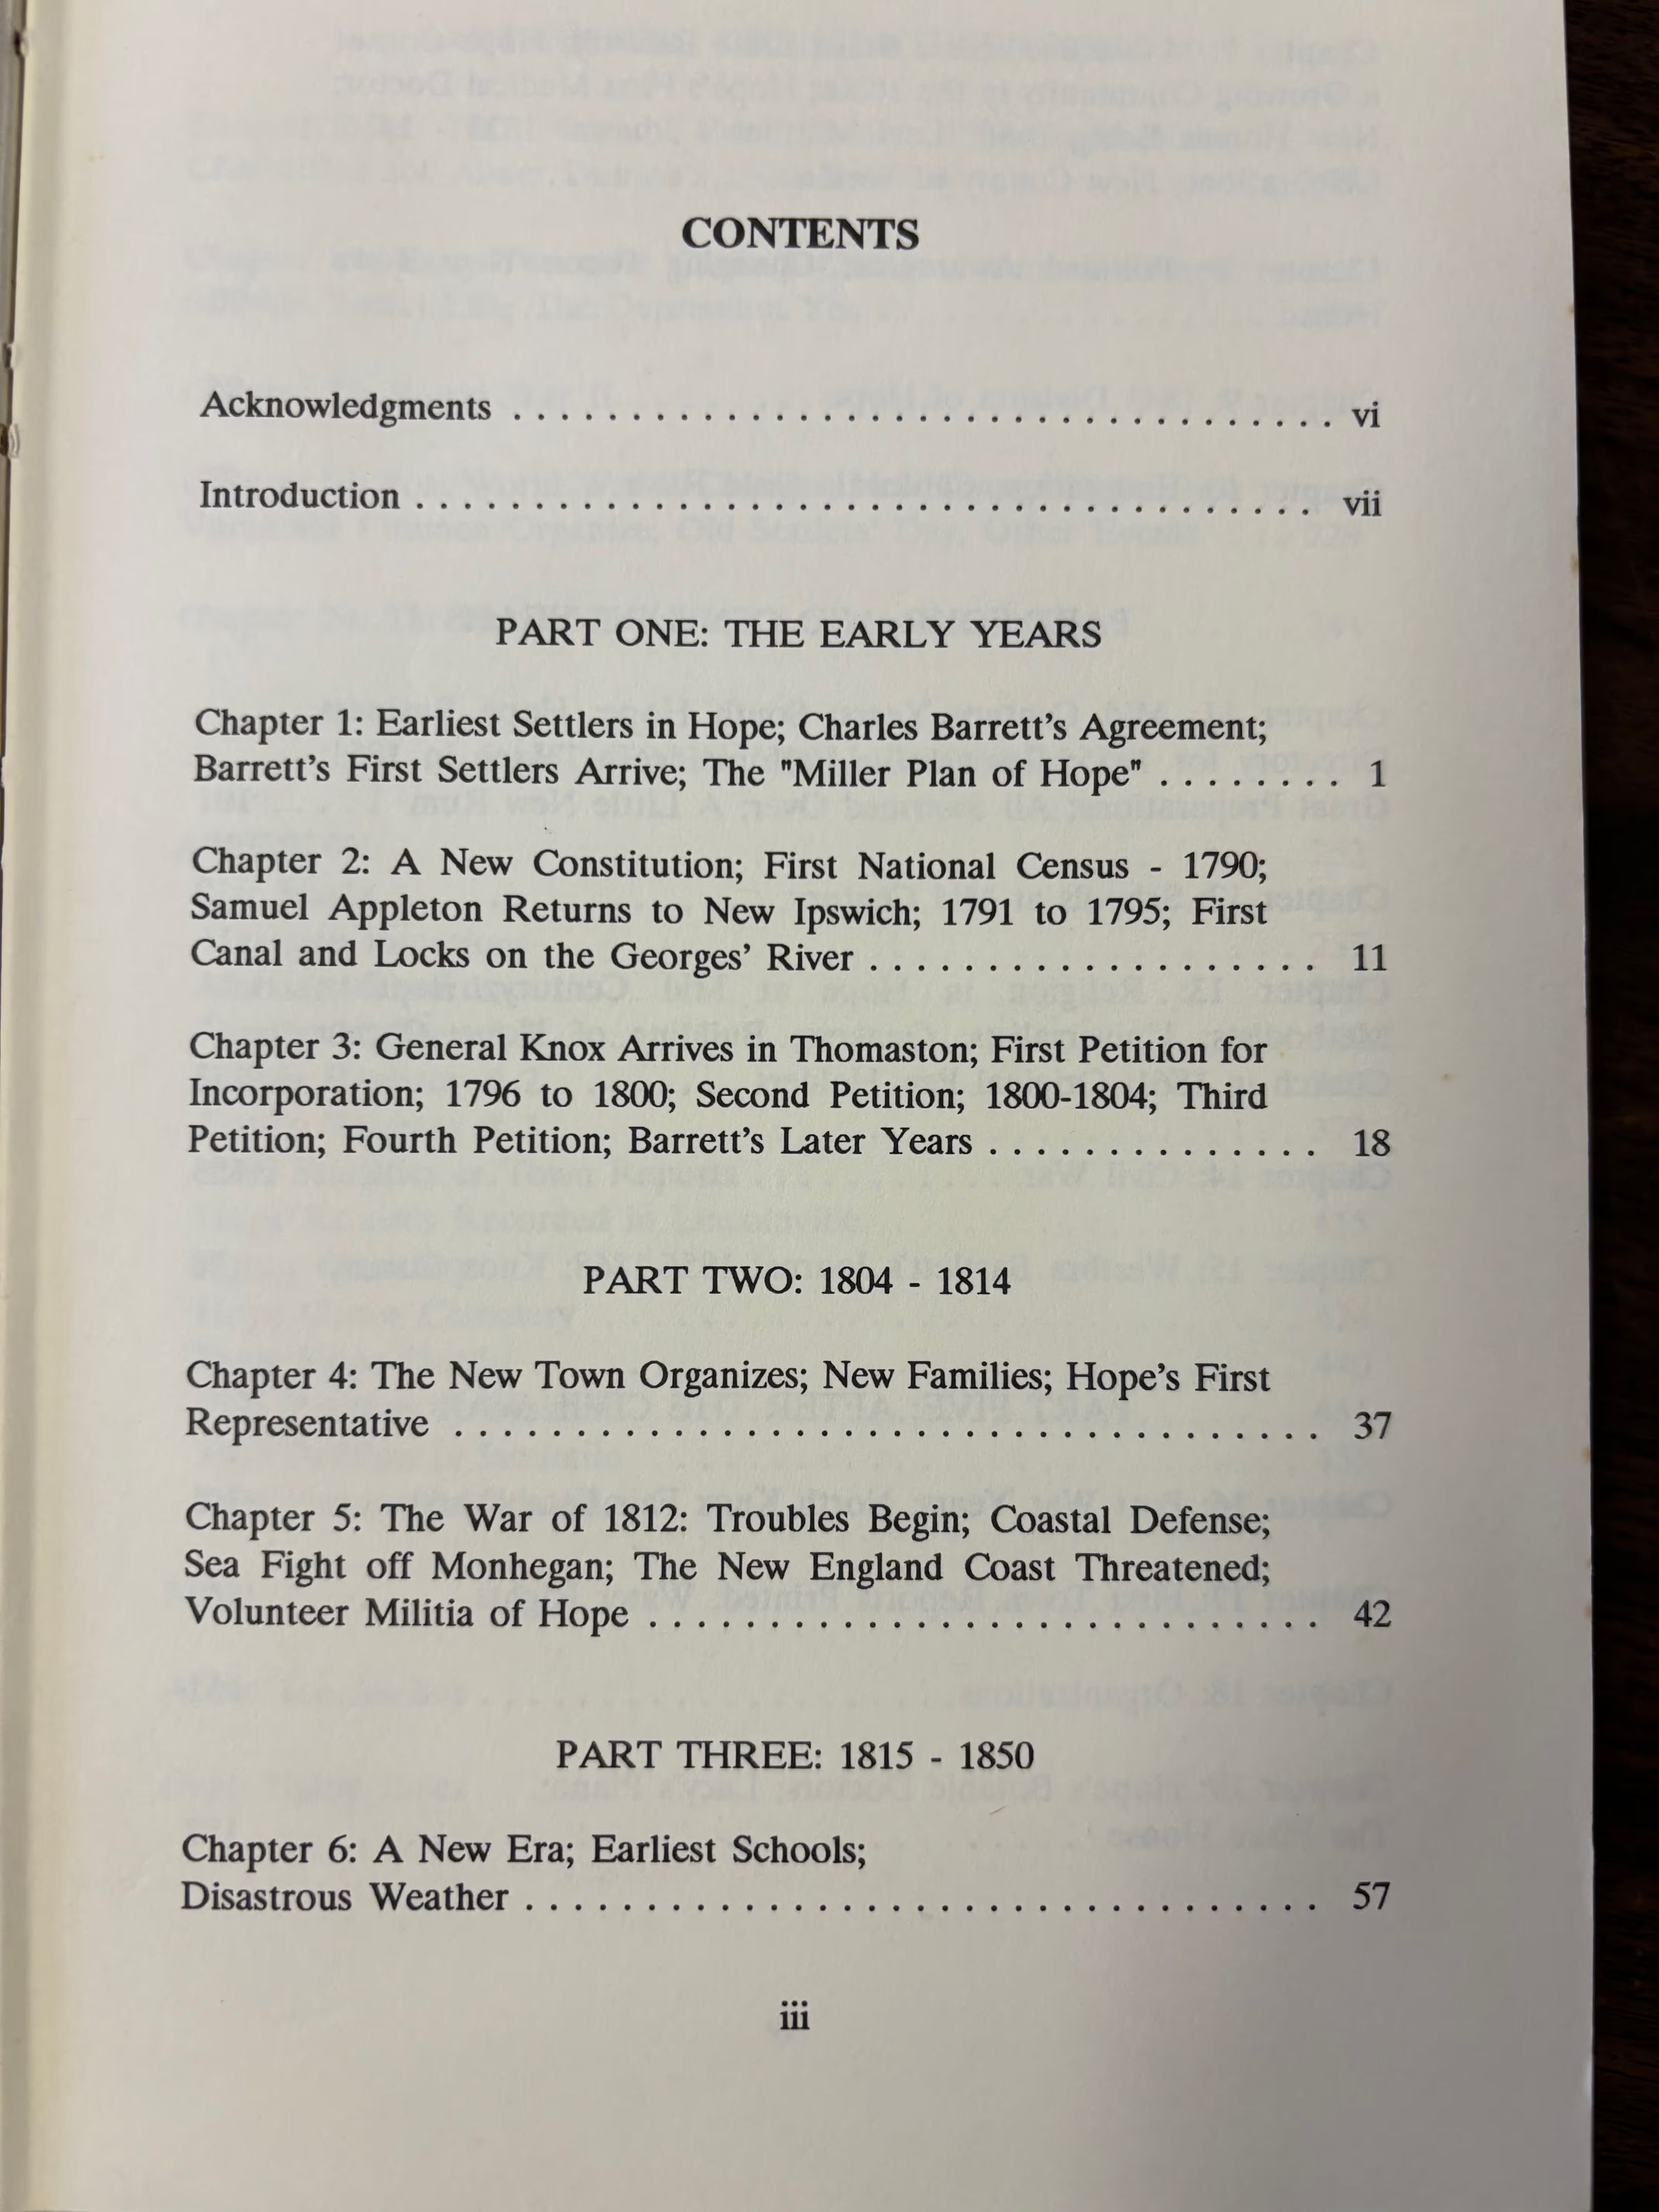 CONTENTS
Acknowledgments . . . . . . . . . . . . . . . . . . . . . . . . . . . . . . . . . . . vi
Introduction . . . . . . . . . . . . . . . . . . . . . . . . . . . . . . . . . . . . . . vii
PART ONE: THE EARLY YEARS
Chapter 1: Earliest Settlers in Hope; Charles Barrett's Agreement;
Barrett's First Settlers Arrive; The "Miller Plan of Hope" . . . . . . . . 1
Chapter 2: A New Constitution; First National Census - 1790;
Samuel Appleton Returns to New Ipswich; 1791 to 1795; First
Canal and Locks on the Georges' River . . . . . . . . . . . . . . . . . . . 11
Chapter 3: General Knox Arrives in Thomaston; First Petition for
Incorporation; 1796 to 1800; Second Petition; 1800-1804; Third
Petition; Fourth Petition; Barrett's Later Years . . . . . . . . . . . . . . 18
PART TWO: 1804 - 1814
Chapter 4: The New Town Organizes; New Families; Hope's First
Representative . . . . . . . . . . . . . . . . . . . . . . . . . . . . . . . . . . . . 37
Chapter 5: The War of 1812: Troubles Begin; Coastal Defense;
Sea Fight off Monhegan; The New England Coast Threatened;
Volunteer Militia of Hope . . . . . . . . . . . . . . . . . . . . . . . . . . . . 42
PART THREE: 1815 - 1850
Chapter 6: A New Era; Earliest Schools;
Disastrous Weather . . . . . . . . . . . . . . . . . . . . . . . . . . . . . . . . . 57
iii